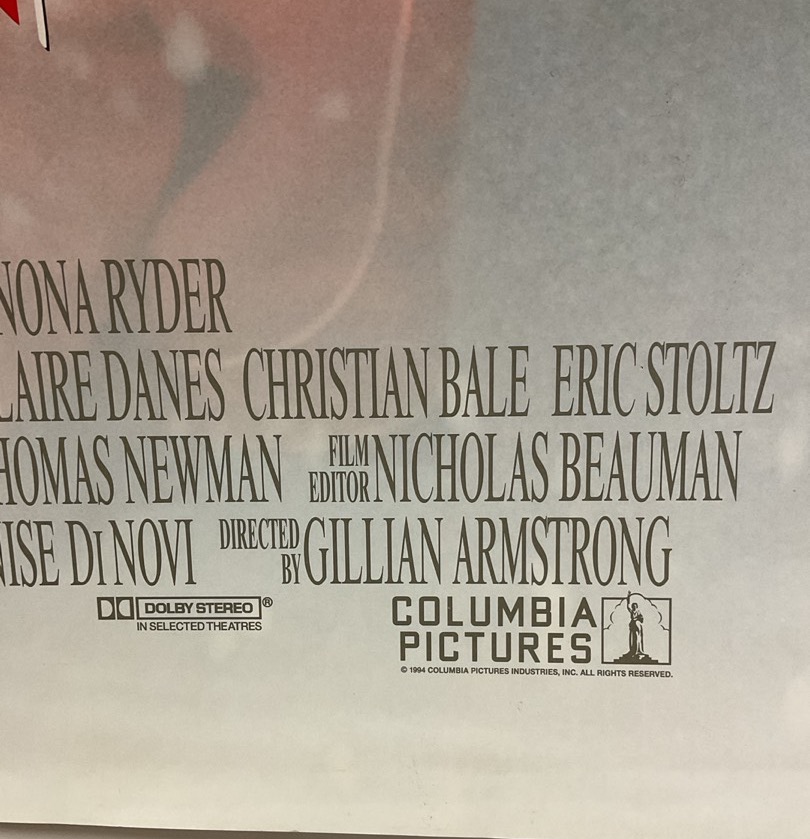 NONA RYDER
LAIRE DANES CHRISTIAN BALE ERIC STOLTZ
HOMAS NEWMAN FILM EDITOR NICHOLAS BEAUMAN
NISE DI NOVI DIRECTED BY GILLIAN ARMSTRONG
DOLBY STEREO ®
IN SELECTED THEATRES
COLUMBIA
PICTURES
© 1994 COLUMBIA PICTURES INDUSTRIES, INC. ALL RIGHTS RESERVED.